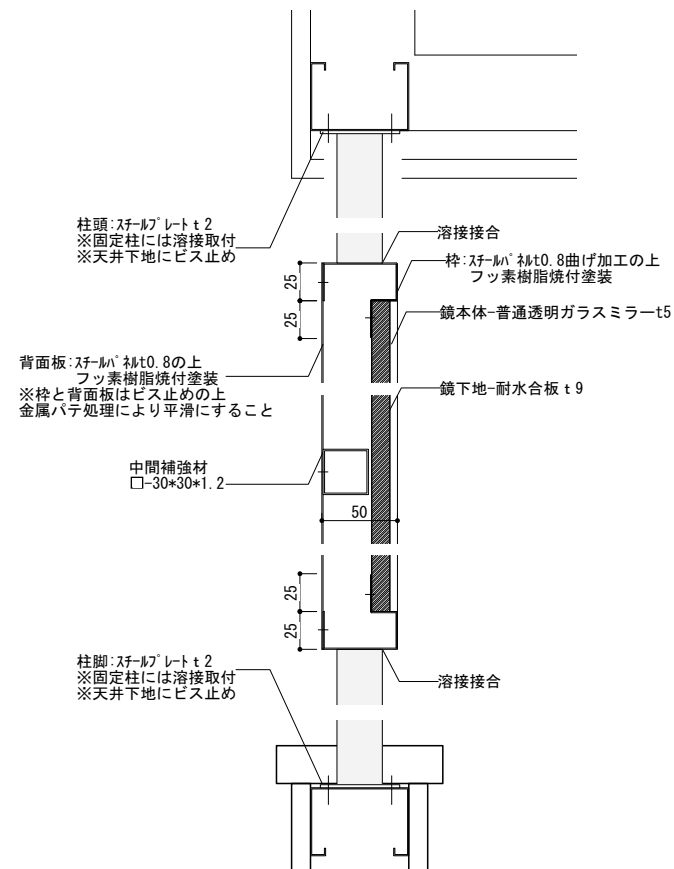 柱頭:ｽﾁｰﾙﾌﾟﾚｰﾄｔ2
※固定柱には溶接取付
※天井下地にビス止め
溶接接合
枠:ｽﾁｰﾙﾊﾟﾈﾙt0.8曲げ加工の上
フッ素樹脂焼付塗装
25
25
鏡本体-普通透明ガラスミラーt5
背面板:ｽﾁｰﾙﾊﾟﾈﾙt0.8の上
フッ素樹脂焼付塗装
※枠と背面板はビス止めの上
金属パテ処理により平滑にすること
鏡下地-耐水合板ｔ9
中間補強材
□-30*30*1.2
50
25
25
柱脚:ｽﾁｰﾙﾌﾟﾚｰﾄｔ2
※固定柱には溶接取付
※天井下地にビス止め
溶接接合